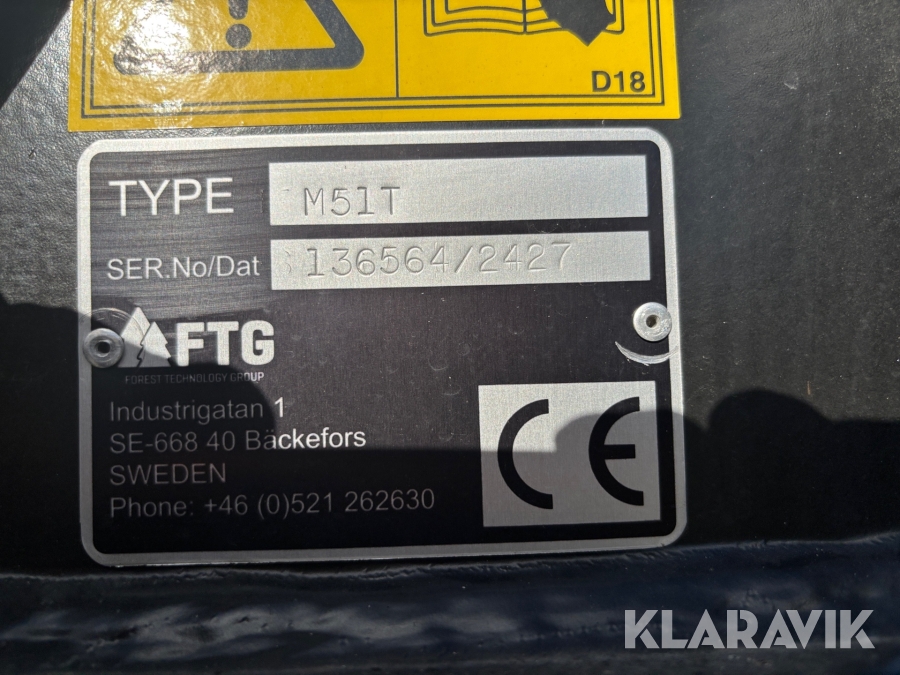 D18
TYPE M51T
SER.No/Dat 136564/2427
FTG
FOREST TECHNOLOGY GROUP
Industrigatan 1
SE-668 40 Bäckefors
SWEDEN
Phone: +46 (0)521 262630
CE
KLARAVIK